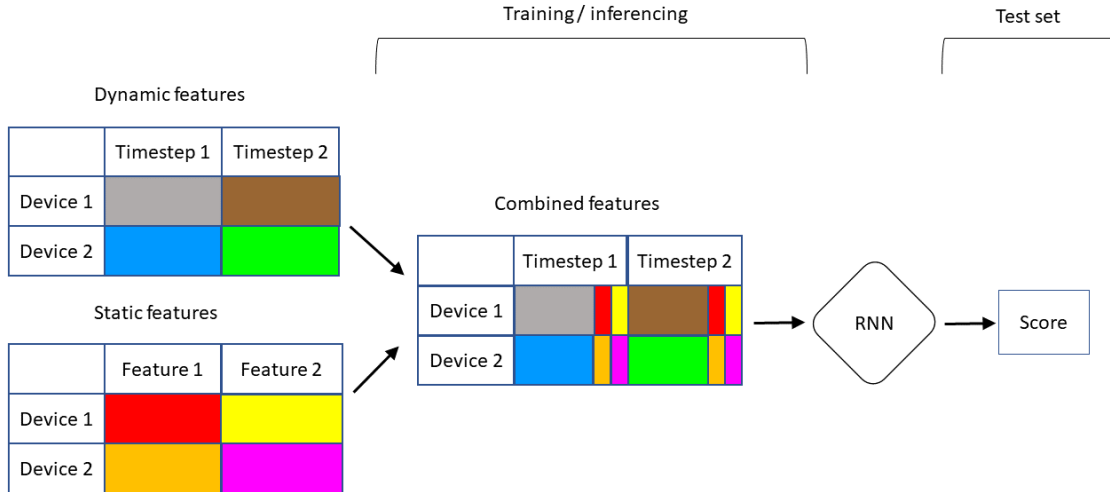 Training/ inferencing
Test set
Dynamic features
Timestep 1 Timestep 2
Device 1
Device 2
Static features
Feature 1 Feature 2
Device 1
Device 2
Combined features
Timestep 1 Timestep 2
Device 1
Device 2
RNN
Score